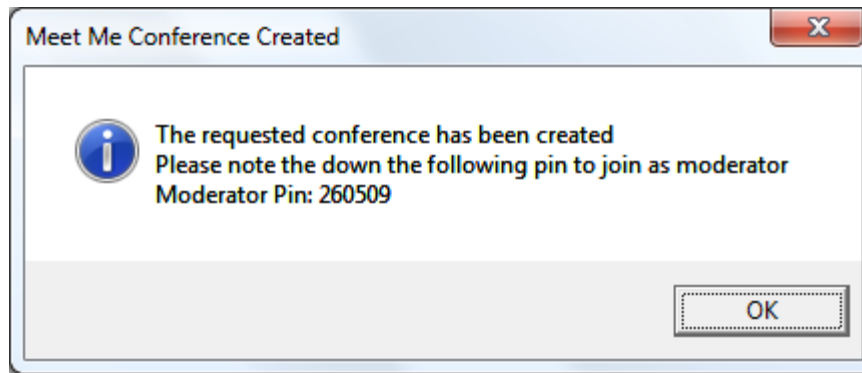 Meet Me Conference Created
The requested conference has been created
Please note the down the following pin to join as moderator
Moderator Pin: 260509
OK